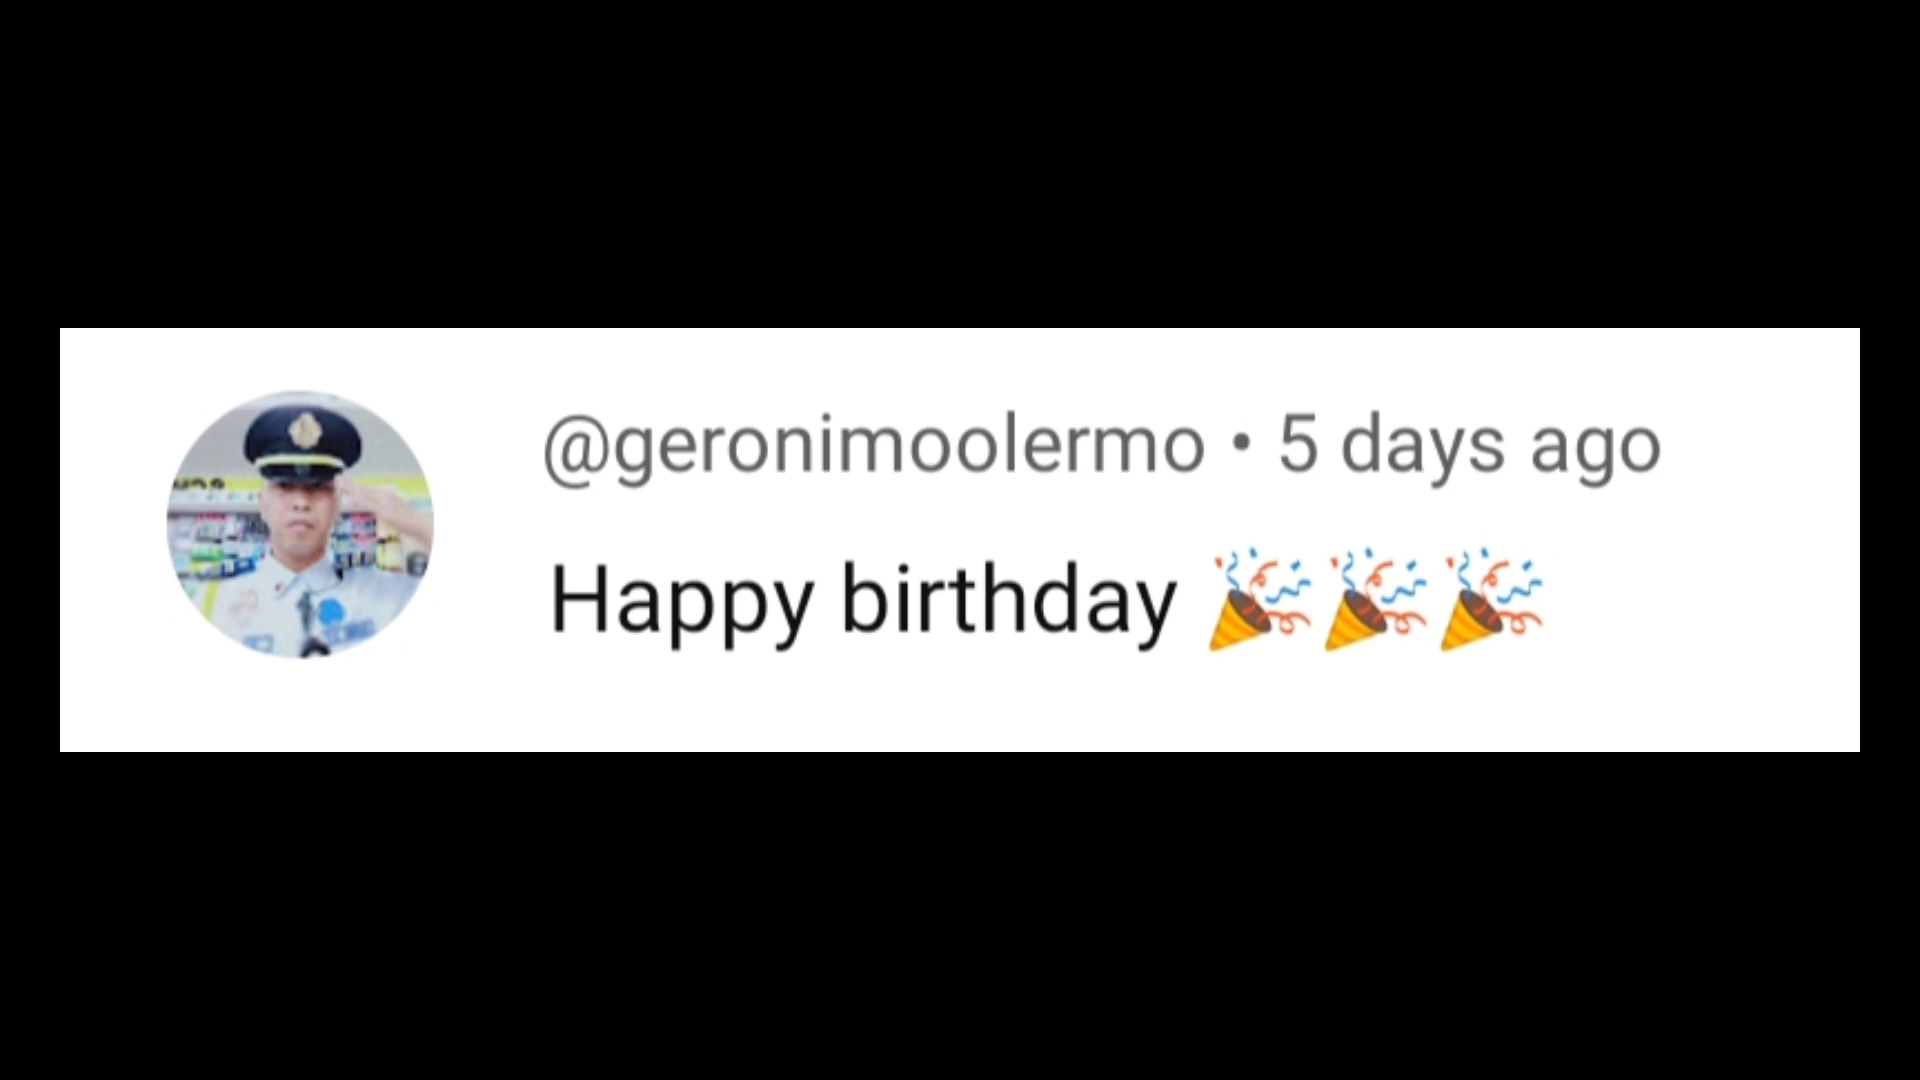 @geronimoolermo • 5 days ago
Happy birthday 🎉🎉🎉